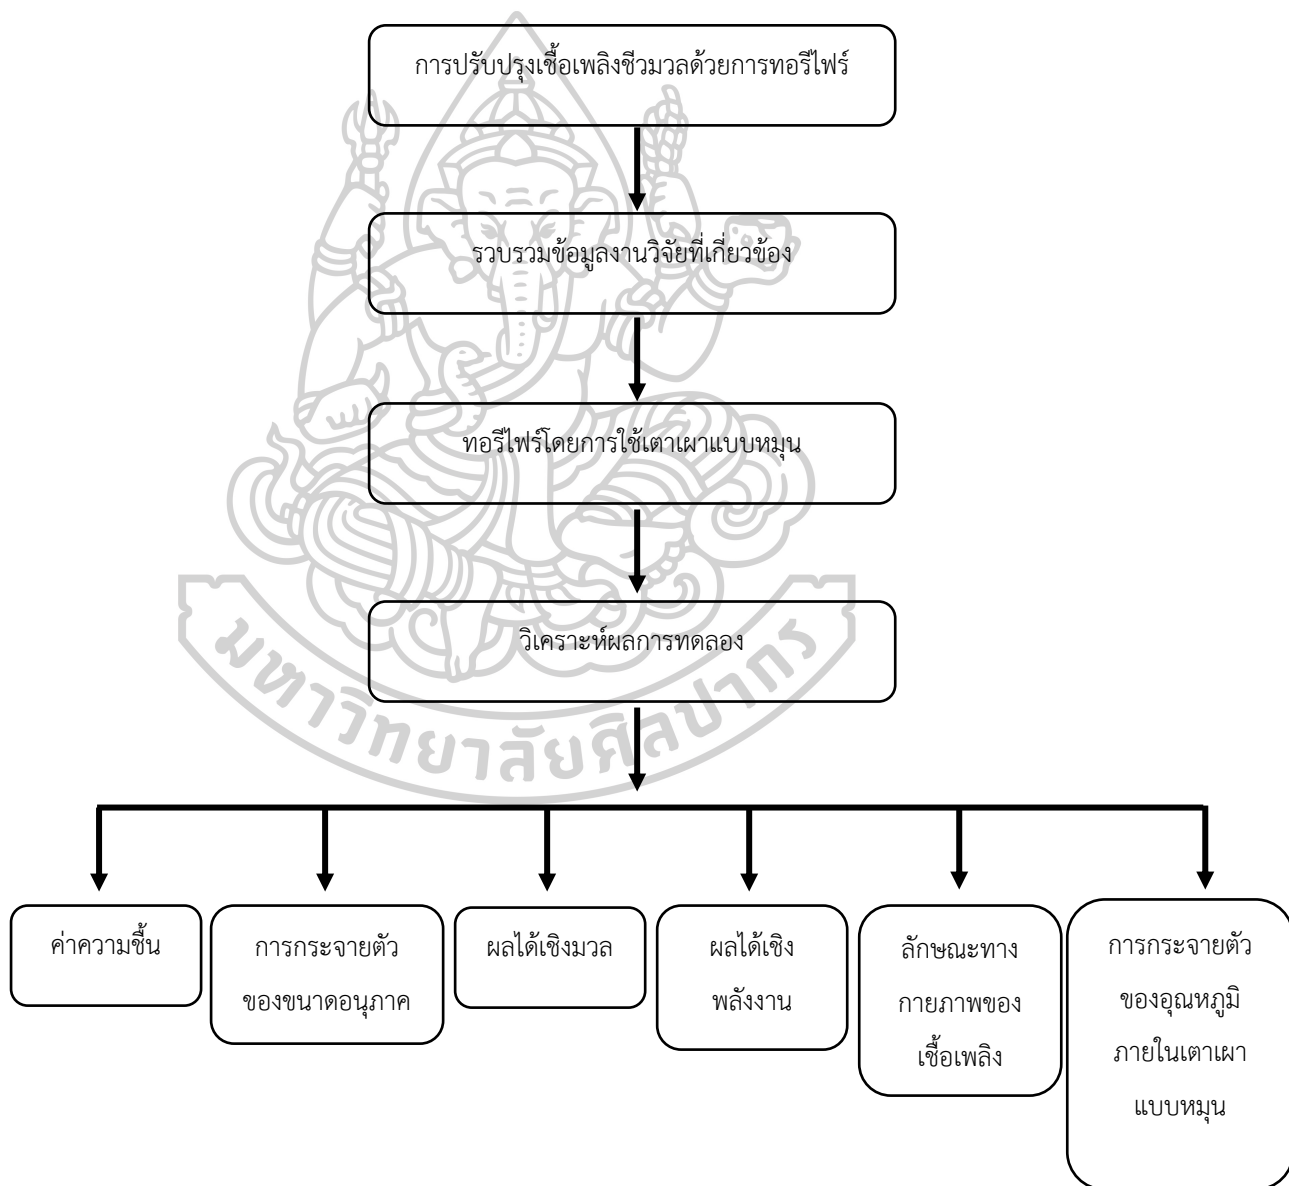 การปรับปรุงเชื้อเพลิงชีวมวลด้วยการทอรีไฟร์
รวบรวมข้อมูลงานวิจัยที่เกี่ยวข้อง
ทอรีไฟร์โดยการใช้เตาเผาแบบหมุน
วิเคราะห์ผลการทดลอง
มหาวิทยาลัยศิลปากร
ค่าความชื้น
การกระจายตัว
ของขนาดอนุภาค
ผลได้เชิงมวล
ผลได้เชิง
พลังงาน
ลักษณะทาง
กายภาพของ
เชื้อเพลิง
การกระจายตัว
ของอุณหภูมิ
ภายในเตาเผา
แบบหมุน